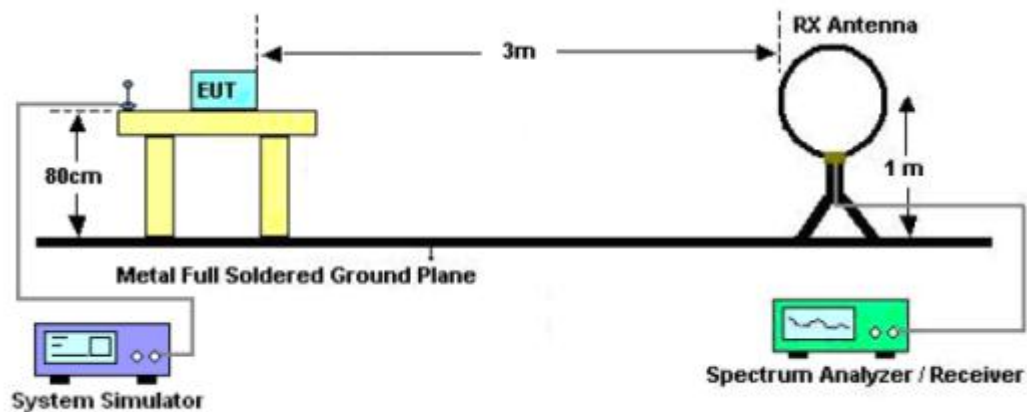 RX Antenna
3m
EUT
80cm
1 m
Metal Full Soldered Ground Plane
System Simulator
Spectrum Analyzer / Receiver